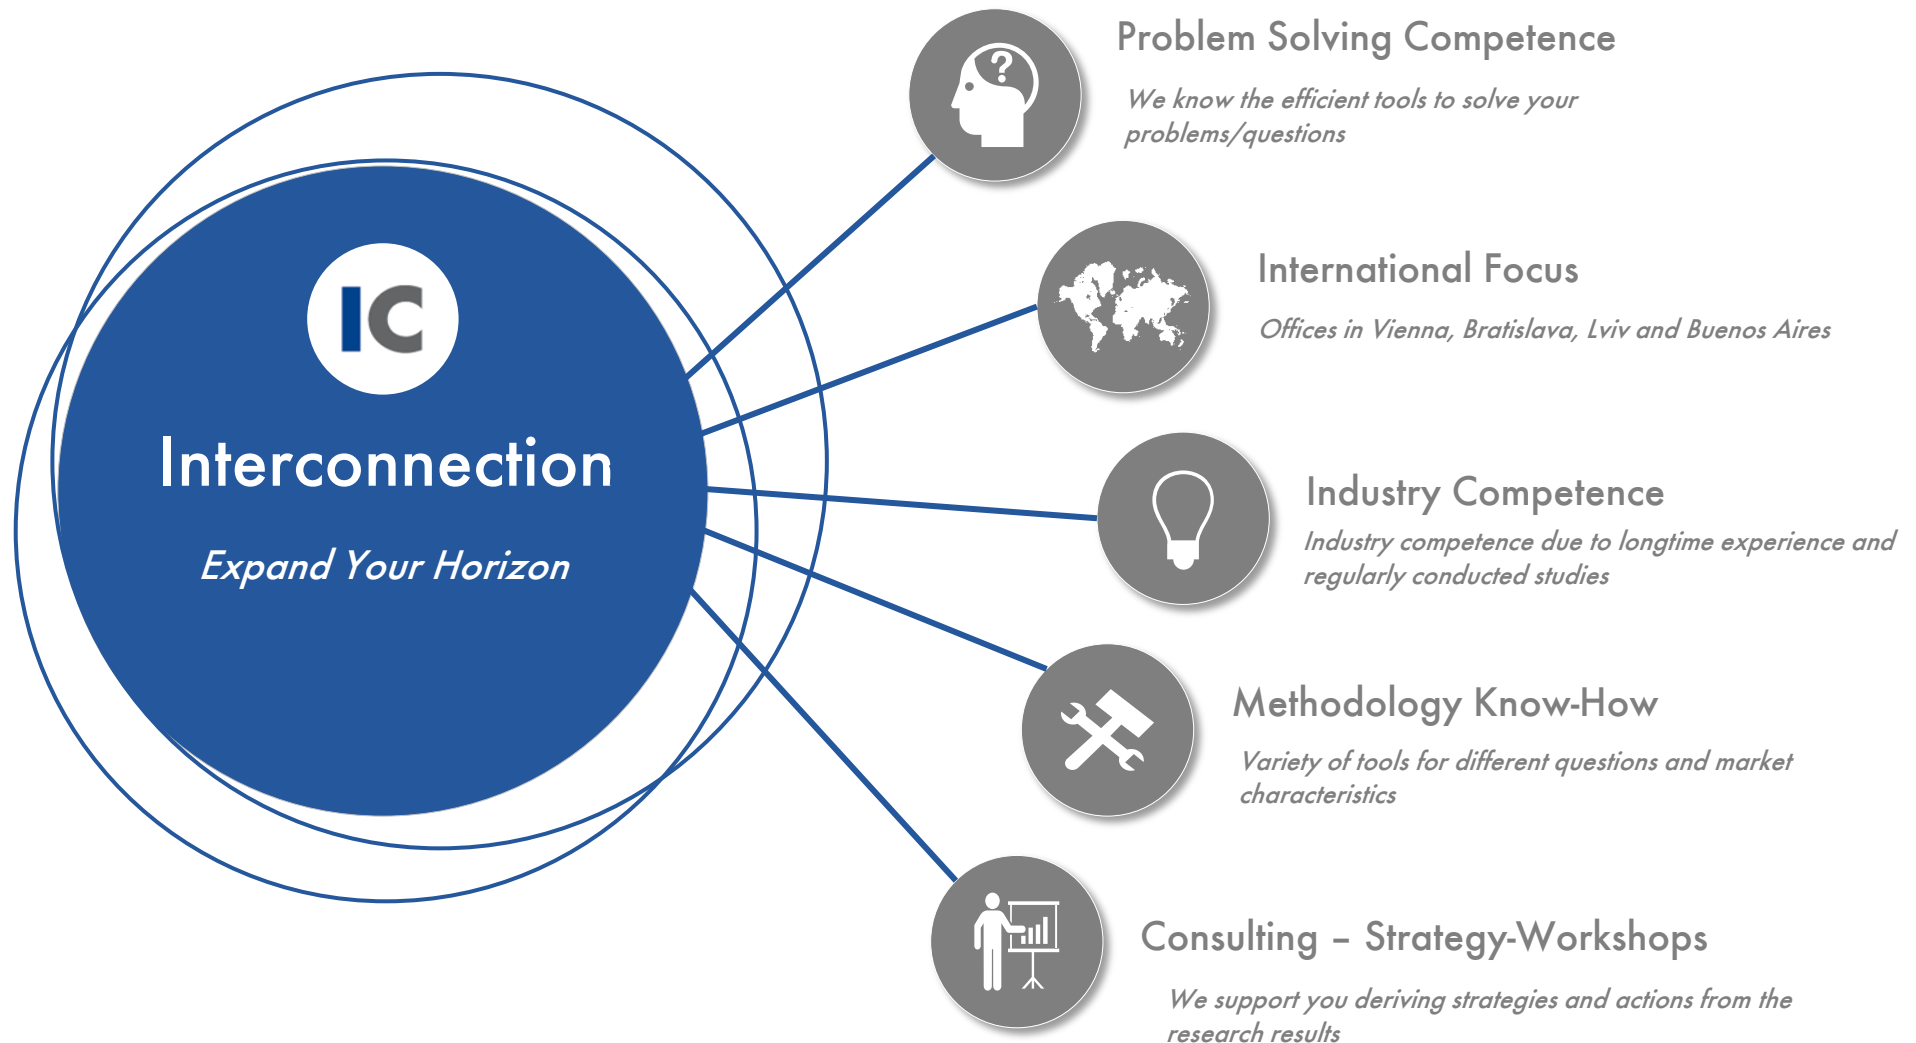 Problem Solving Competence
We know the efficient tools to solve your
problems/questions
International Focus
Offices in Vienna, Bratislava, Lviv and Buenos Aires
IC
Interconnection
Expand Your Horizon
Industry Competence
Industry competence due to longtime experience and
regularly conducted studies
Methodology Know-How
Variety of tools for different questions and market
characteristics
Consulting – Strategy-Workshops
We support you deriving strategies and actions from the
research results